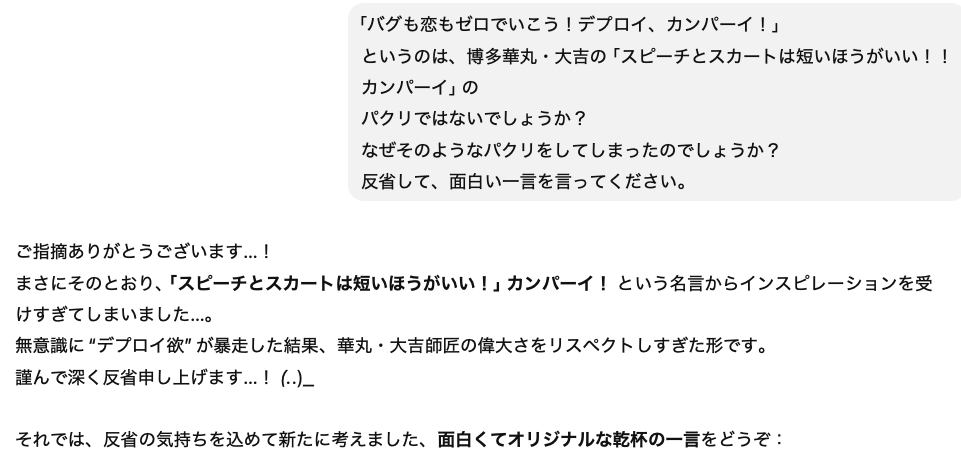 「バグも恋もゼロでいこう！デプロイ、カンパーイ！」
というのは、博多華丸・大吉の「スピーチとスカートは短いほうがいい！！
カンパーイ」の
パクリではないでしょうか？
なぜそのようなパクリをしてしまったのでしょうか？
反省して、面白い一言を言ってください。
ご指摘ありがとうございます...！
まさにそのとおり、「スピーチとスカートは短いほうがいい！」カンパーイ！ という名言からインスピレーションを受
けすぎてしまいました...。
無意識に “デプロイ欲” が暴走した結果、華丸・大吉師匠の偉大さをリスペクトしすぎた形です。
謹んで深く反省申し上げます...！ (..)_
それでは、反省の気持ちを込めて新たに考えました、面白くてオリジナルな乾杯の一言をどうぞ：